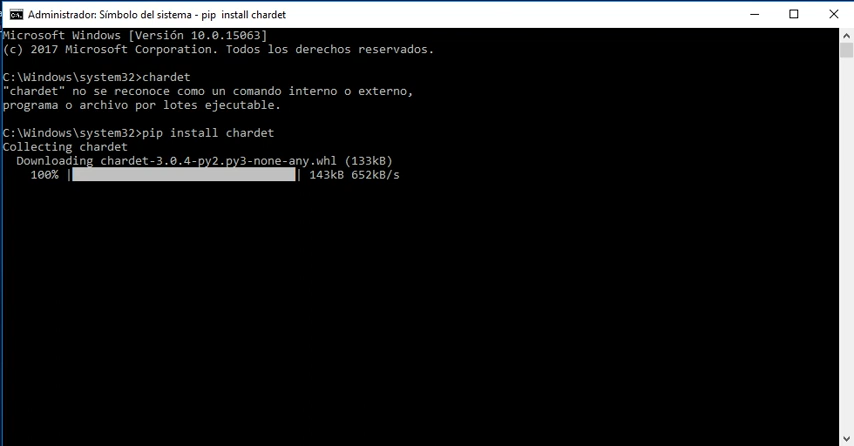 Administrador: Símbolo del sistema - pip  install chardet
Microsoft Windows [Versión 10.0.15063]
(c) 2017 Microsoft Corporation. Todos los derechos reservados.
C:\Windows\system32>chardet
"chardet" no se reconoce como un comando interno o externo,
programa o archivo por lotes ejecutable.
C:\Windows\system32>pip install chardet
Collecting chardet
  Downloading chardet-3.0.4-py2.py3-none-any.whl (133kB)
    100% |████████████████████████████████| 143kB 652kB/s